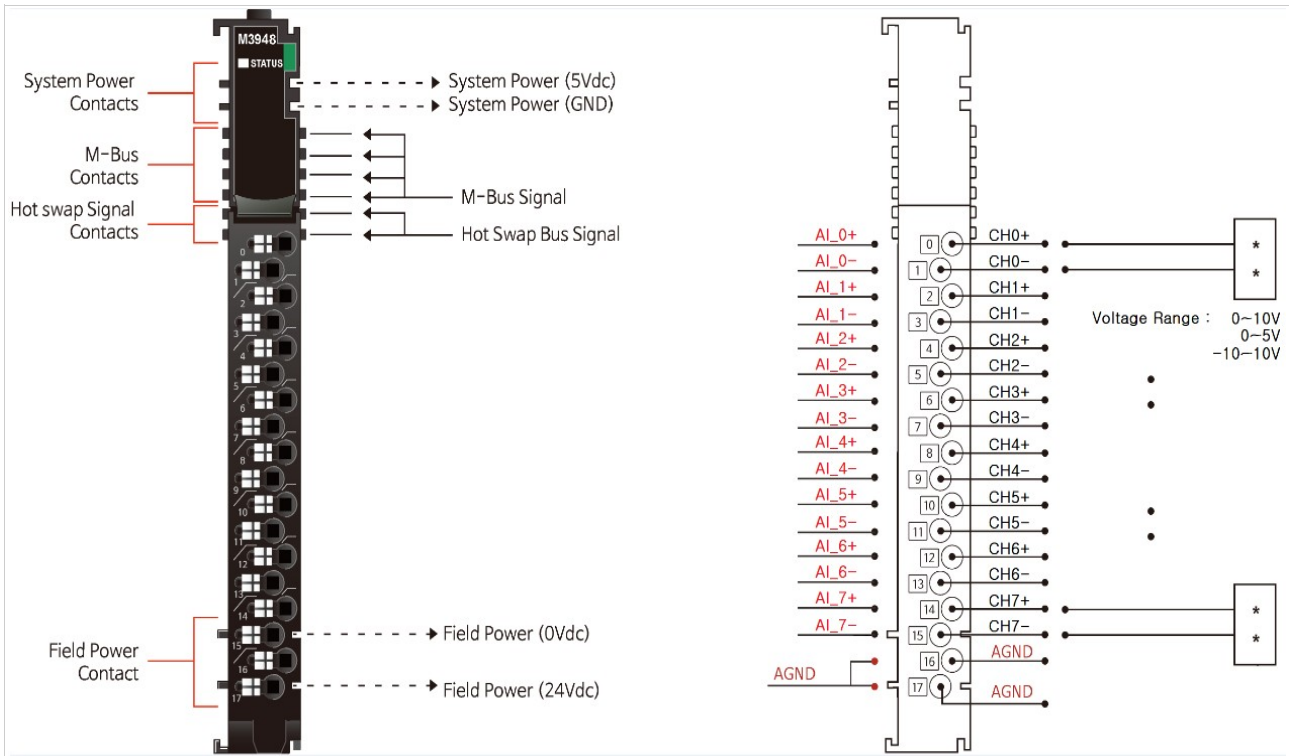 M3948
STATUS
System Power
Contacts
System Power (5Vdc)
System Power (GND)
M-Bus
Contacts
M-Bus Signal
Hot swap Signal
Contacts
Hot Swap Bus Signal
0
1
2
3
4
5
6
7
8
9
10
11
12
13
14
15
16
17
Field Power
Contact
Field Power (0Vdc)
Field Power (24Vdc)
AI_0+ 0 CH0+ *
AI_0- 1 CH0- *
AI_1+ 2 CH1+
AI_1- 3 CH1-
Voltage Range : 0~10V
0~5V
-10~10V
AI_2+ 4 CH2+
AI_2- 5 CH2-
AI_3+ 6 CH3+
AI_3- 7 CH3-
AI_4+ 8 CH4+
AI_4- 9 CH4-
AI_5+ 10 CH5+
AI_5- 11 CH5-
AI_6+ 12 CH6+
AI_6- 13 CH6-
AI_7+ 14 CH7+ *
AI_7- 15 CH7- *
AGND 16 AGND
17 AGND